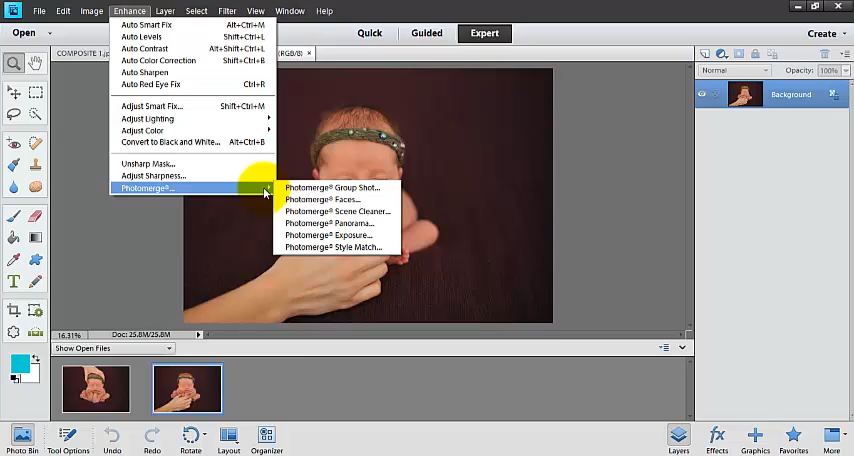 File Edit Image Enhance Layer Select Filter View Window Help
Open Quick Guided Expert Create
COMPOSITE 1.jp (RGB/8) ×
Auto Smart Fix Alt+Ctrl+M
Auto Levels Shift+Ctrl+L
Auto Contrast Alt+Shift+Ctrl+L
Auto Color Correction Shift+Ctrl+B
Auto Sharpen
Auto Red Eye Fix Ctrl+R
Adjust Smart Fix... Shift+Ctrl+M
Adjust Lighting
Adjust Color
Convert to Black and White... Alt+Ctrl+B
Unsharp Mask...
Adjust Sharpness...
Photomerge®...
Photomerge® Group Shot...
Photomerge® Faces...
Photomerge® Scene Cleaner...
Photomerge® Panorama...
Photomerge® Exposure...
Photomerge® Style Match...
Normal Opacity: 100%
Background
16.31% Doc: 25.8M/25.8M
Show Open Files
Photo Bin Tool Options Undo Redo Rotate Layout Organizer Layers Effects Graphics Favorites More